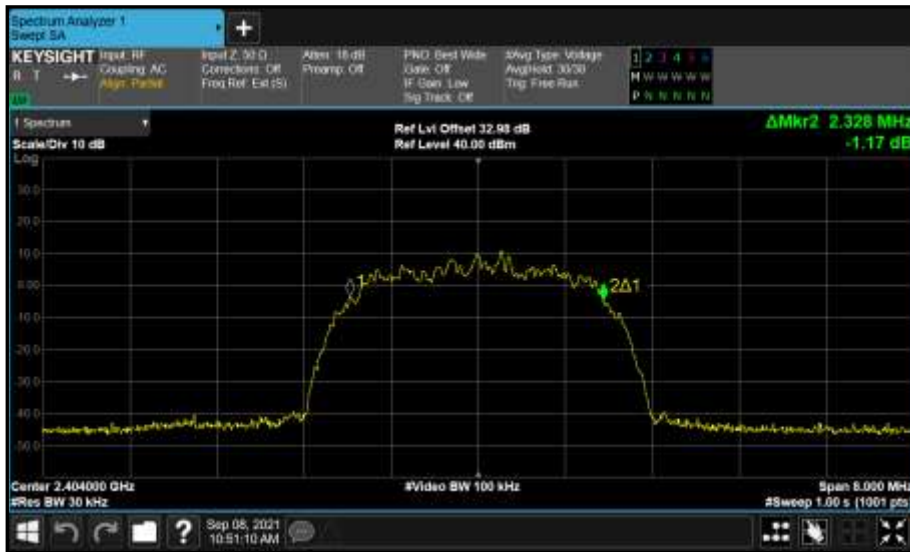 Spectrum Analyzer 1
Swept SA
+
KEYSIGHT Input: RF
Coupling: AC
Align: Partial
R T
Input Z: 50 Ω
Corrections: Off
Freq Ref: Ext (S)
Atten: 18 dB
Preamp: Off
PNO: Best Wide
Gate: Off
IF Gain: Low
Sig Track: Off
#Avg Type: Voltage
Avg|Hold: 30/30
Trig: Free Run
1 2 3 4 5 6
M W W W W W
P N N N N N
1 Spectrum
Scale/Div 10 dB
Ref Lvl Offset 32.98 dB
Ref Level 40.00 dBm
ΔMkr2 2.328 MHz
-1.17 dB
Log
30.0
20.0
10.0
0.00
-10.0
-20.0
-30.0
-40.0
-50.0
1
2Δ1
Center 2.404000 GHz
#Video BW 100 kHz
Span 8.000 MHz
#Res BW 30 kHz
#Sweep 1.00 s (1001 pts)
?
Sep 08, 2021
10:51:10 AM